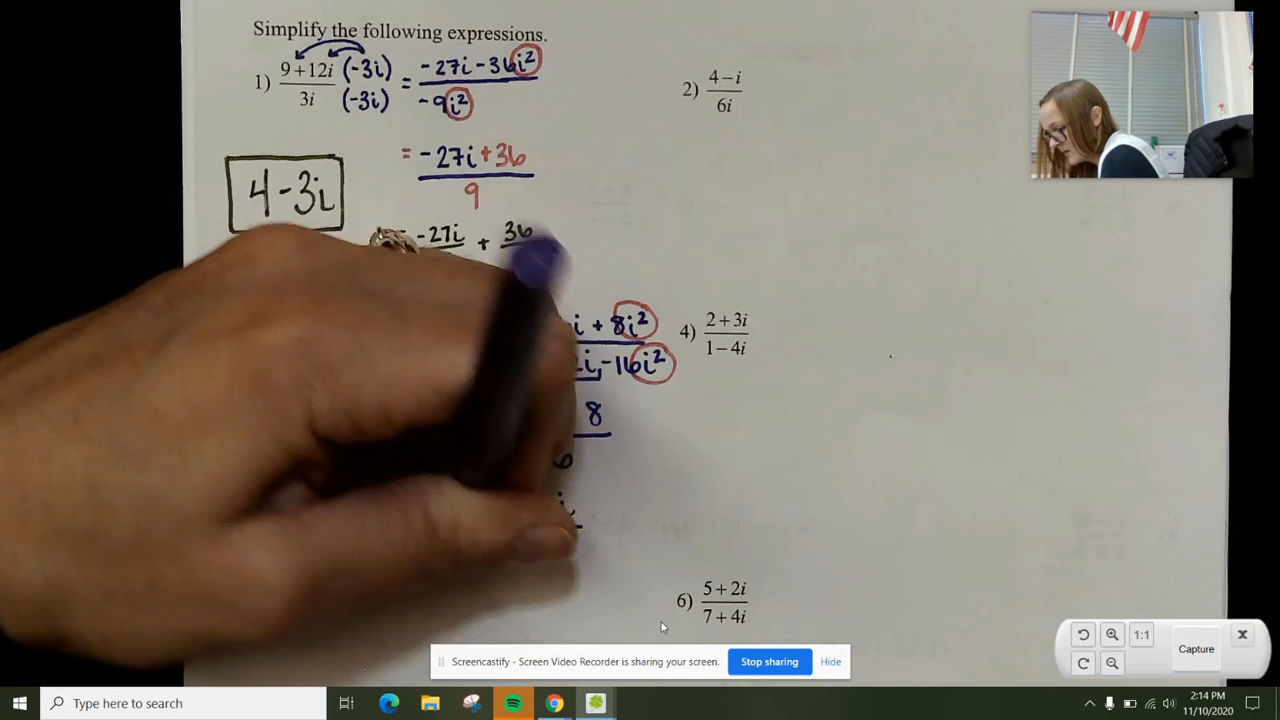 Simplify the following expressions.
1) 9+12i (-3i) = -27i - 36i²
3i (-3i) -9i²
= -27i + 36
9
4 - 3i
-27i + 36
2) 4-i
6i
i + 8i²
i - 16i²
8
i
4) 2+3i
1-4i
6) 5+2i
7+4i
Screencastify - Screen Video Recorder is sharing your screen. Stop sharing Hide
1:1
Capture
Type here to search
2:14 PM
11/10/2020